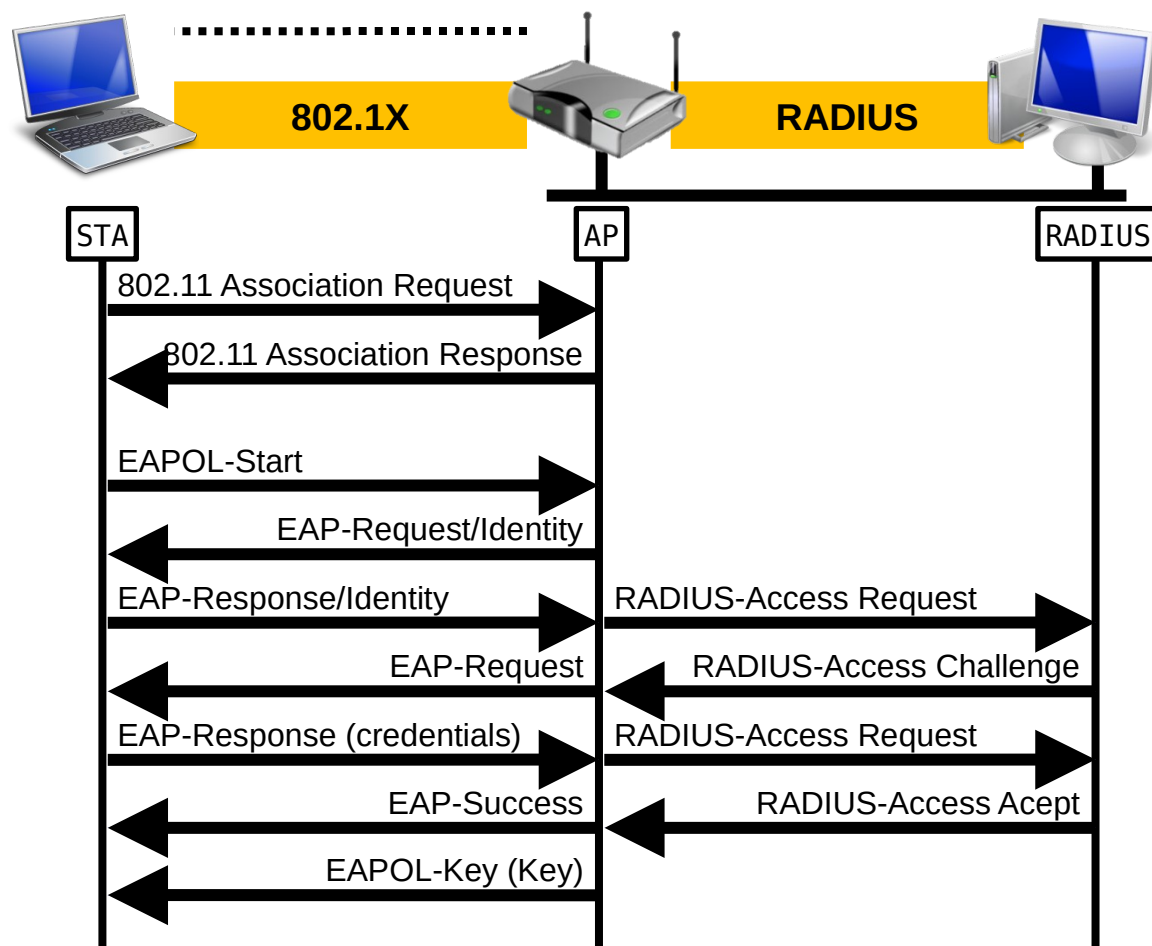 802.1X
RADIUS
STA
AP
RADIUS
802.11 Association Request
802.11 Association Response
EAPOL-Start
EAP-Request/Identity
EAP-Response/Identity
RADIUS-Access Request
EAP-Request
RADIUS-Access Challenge
EAP-Response (credentials)
RADIUS-Access Request
EAP-Success
RADIUS-Access Acept
EAPOL-Key (Key)